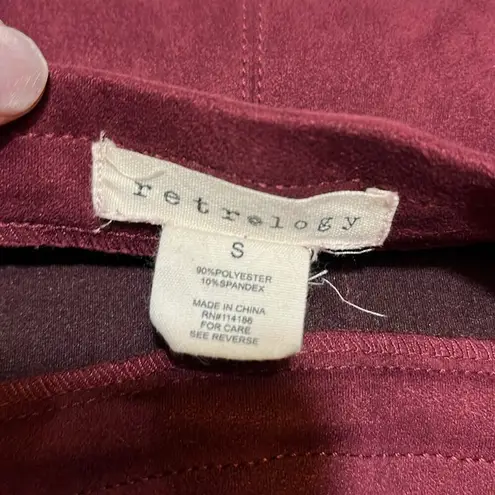 retrology
S
90%POLYESTER
10%SPANDEX
MADE IN CHINA
RN#114186
FOR CARE
SEE REVERSE